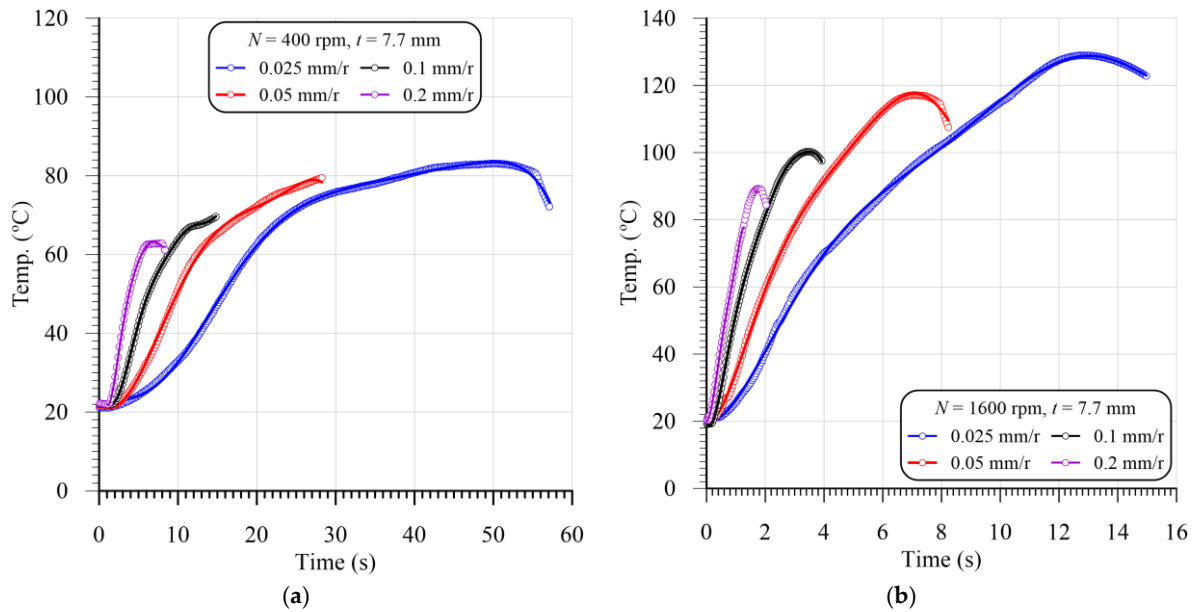 120
100
80
60
40
20
0
Temp. (ºC)
N = 400 rpm, t = 7.7 mm
0.025 mm/r 0.1 mm/r
0.05 mm/r 0.2 mm/r
0 10 20 30 40 50 60
Time (s)
(a)
140
120
100
80
60
40
20
0
Temp. (ºC)
N = 1600 rpm, t = 7.7 mm
0.025 mm/r 0.1 mm/r
0.05 mm/r 0.2 mm/r
0 2 4 6 8 10 12 14 16
Time (s)
(b)